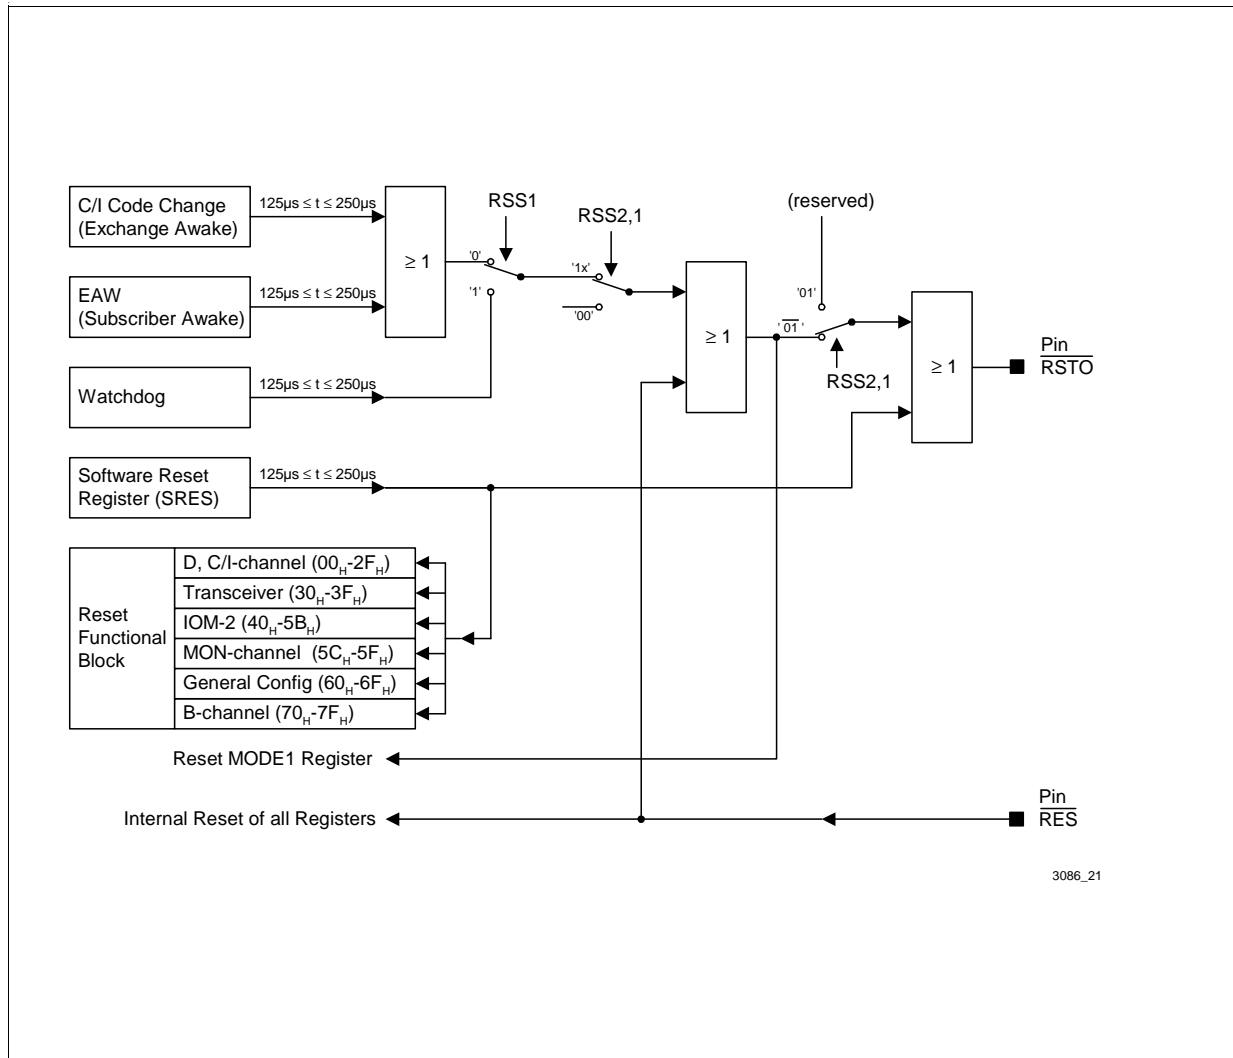 C/I Code Change
(Exchange Awake)
125µs ≤ t ≤ 250µs
≥ 1
RSS1
RSS2,1
(reserved)
'0'
'1x'
'1'
'00'
EAW
(Subscriber Awake)
125µs ≤ t ≤ 250µs
≥ 1
'01'
'01'
RSS2,1
≥ 1
Pin
RSTO
Watchdog
125µs ≤ t ≤ 250µs
Software Reset
Register (SRES)
125µs ≤ t ≤ 250µs
Reset
Functional
Block
D, C/I-channel (00H-2FH)
Transceiver (30H-3FH)
IOM-2 (40H-5BH)
MON-channel (5CH-5FH)
General Config (60H-6FH)
B-channel (70H-7FH)
Reset MODE1 Register
Internal Reset of all Registers
Pin
RES
3086_21